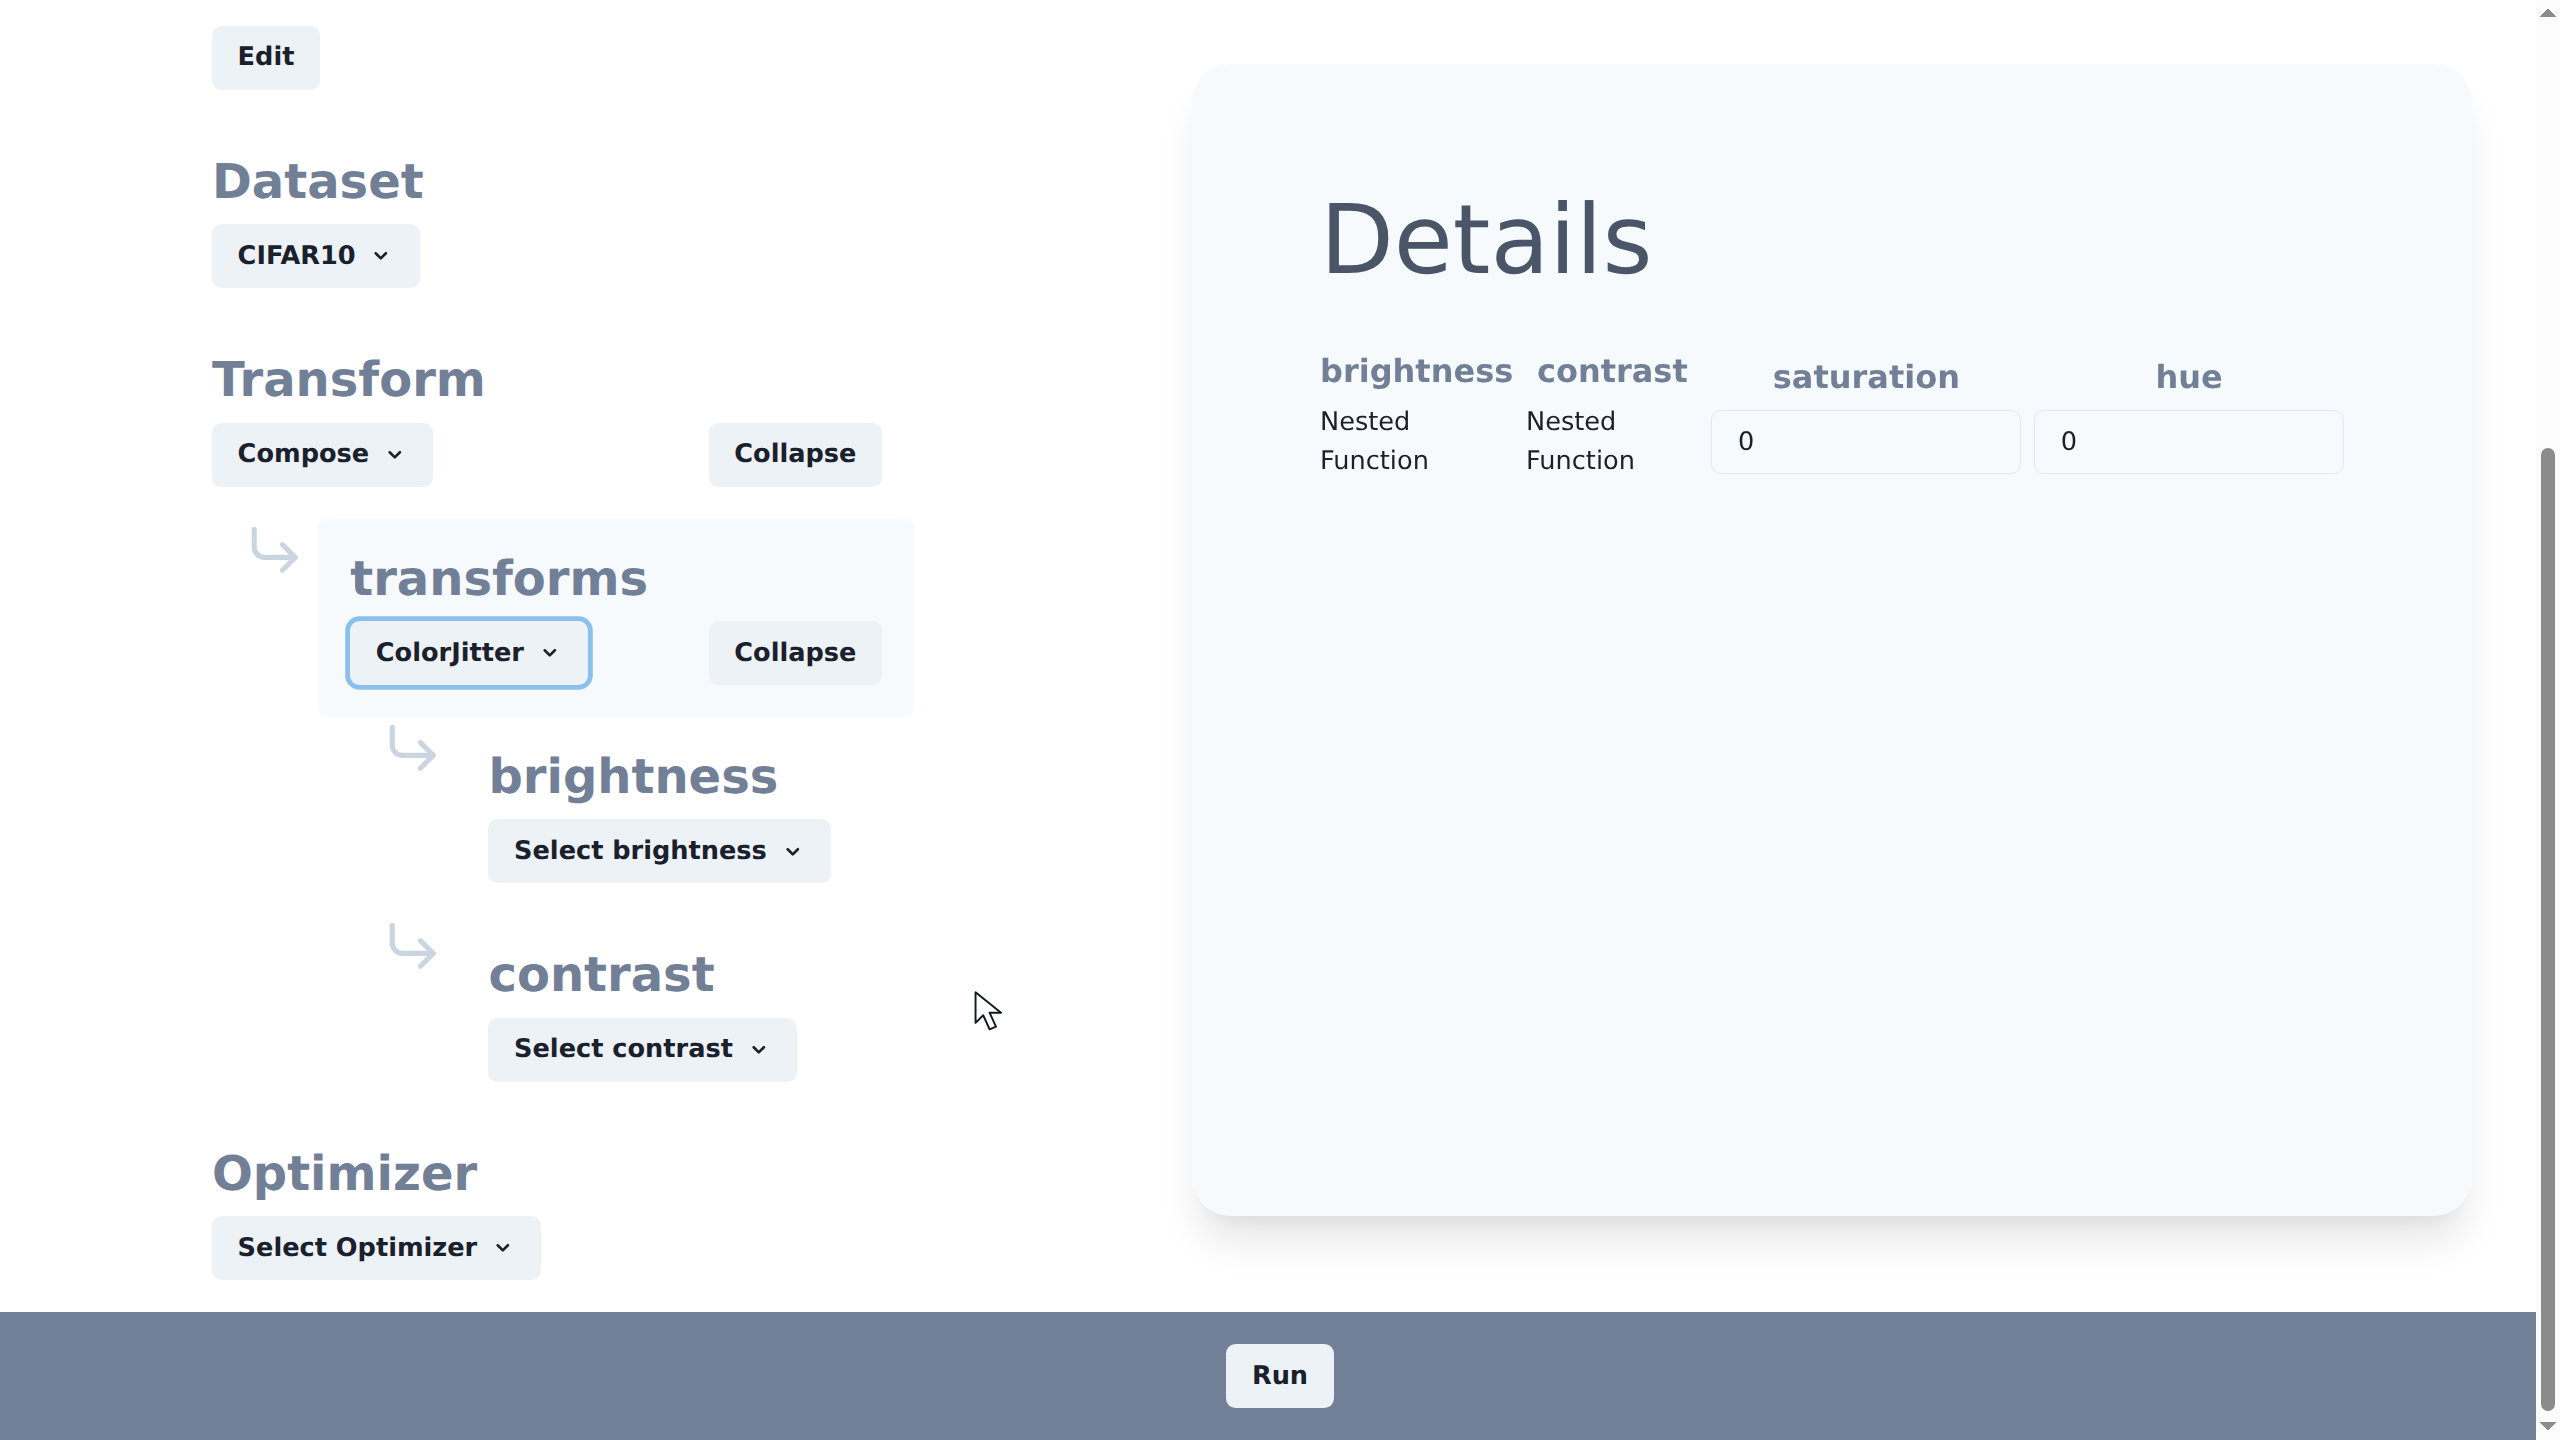 Edit
Dataset
CIFAR10
Transform
Compose
Collapse
transforms
ColorJitter
Collapse
brightness
Select brightness
contrast
Select contrast
Optimizer
Select Optimizer
Details
brightness
contrast
saturation
hue
Nested
Function
Nested
Function
0
0
Run